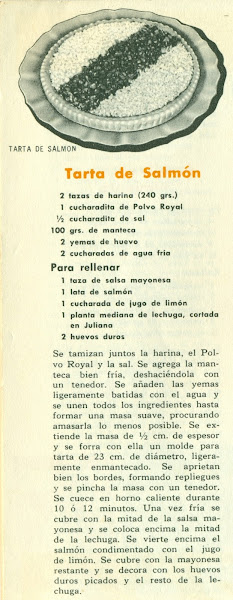 TARTA DE SALMON
Tarta de Salmón
2 tazas de harina (240 grs.)
1 cucharadita de Polvo Royal
½ cucharadita de sal
100 grs. de manteca
2 yemas de huevo
2 cucharadas de agua fría
Para rellenar
1 taza de salsa mayonesa
1 lata de salmón
1 cucharada de jugo de limón
1 planta mediana de lechuga, cortada
en Juliana
2 huevos duros
Se tamizan juntos la harina, el Pol-
vo Royal y la sal. Se agrega la man-
teca bien fría, deshaciéndola con
un tenedor. Se añaden las yemas
ligeramente batidas con el agua y
se unen todos los ingredientes hasta
formar una masa suave, procurando
amasarla lo menos posible. Se ex-
tiende la masa de ½ cm. de espesor
y se forra con ella un molde para
tarta de 23 cm. de diámetro, ligera-
mente enmantecado. Se aprietan
bien los bordes, formando repliegues
y se pincha la masa con un tenedor.
Se cuece en horno caliente durante
10 ó 12 minutos. Una vez fría se
cubre con la mitad de la salsa ma-
yonesa y se coloca encima la mitad
de la lechuga. Se vierte encima el
salmón condimentado con el jugo
de limón. Se cubre con la mayonesa
restante y se decora con los huevos
duros picados y el resto de la le-
chuga.